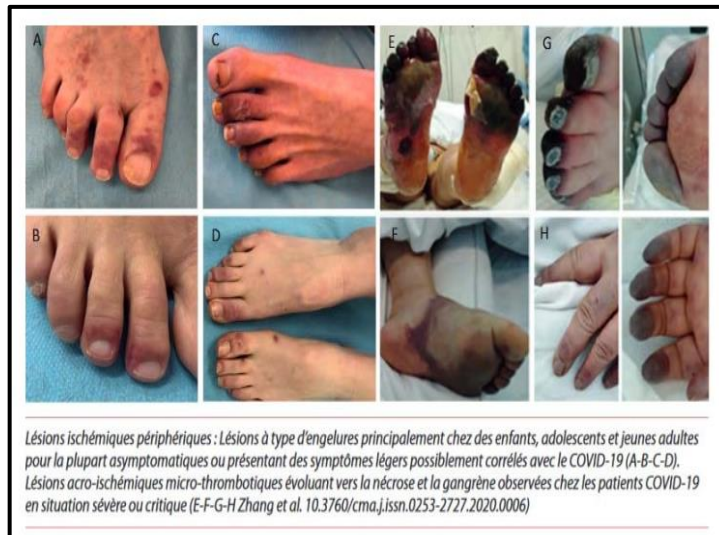 A
C
E
G
B
D
F
H
Lésions ischémiques périphériques : Lésions à type d'engelures principalement chez des enfants, adolescents et jeunes adultes
pour la plupart asymptomatiques ou présentant des symptômes légers possiblement corrélés avec le COVID-19 (A-B-C-D).
Lésions acro-ischémiques micro-thrombotiques évoluant vers la nécrose et la gangrène observées chez les patients COVID-19
en situation sévère ou critique (E-F-G-H Zhang et al. 10.3760/cma.j.issn.0253-2727.2020.0006)